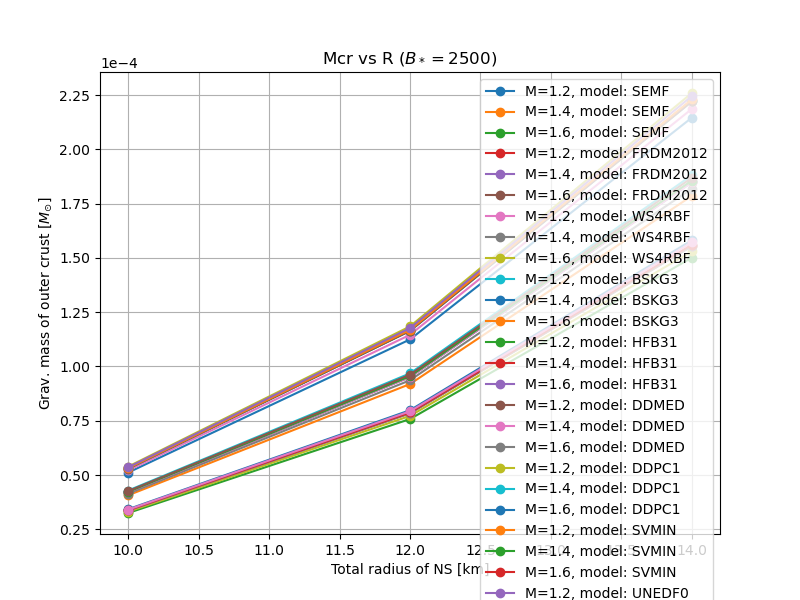 Mcr vs R (B* = 2500)
1e−4
2.25
2.00
1.75
1.50
1.25
1.00
0.75
0.50
0.25
Grav. mass of outer crust [M⊙]
10.0 10.5 11.0 11.5 12.0 12.5 14.0
Total radius of NS [km]
M=1.2, model: SEMF
M=1.4, model: SEMF
M=1.6, model: SEMF
M=1.2, model: FRDM2012
M=1.4, model: FRDM2012
M=1.6, model: FRDM2012
M=1.2, model: WS4RBF
M=1.4, model: WS4RBF
M=1.6, model: WS4RBF
M=1.2, model: BSKG3
M=1.4, model: BSKG3
M=1.6, model: BSKG3
M=1.2, model: HFB31
M=1.4, model: HFB31
M=1.6, model: HFB31
M=1.2, model: DDMED
M=1.4, model: DDMED
M=1.6, model: DDMED
M=1.2, model: DDPC1
M=1.4, model: DDPC1
M=1.6, model: DDPC1
M=1.2, model: SVMIN
M=1.4, model: SVMIN
M=1.6, model: SVMIN
M=1.2, model: UNEDF0